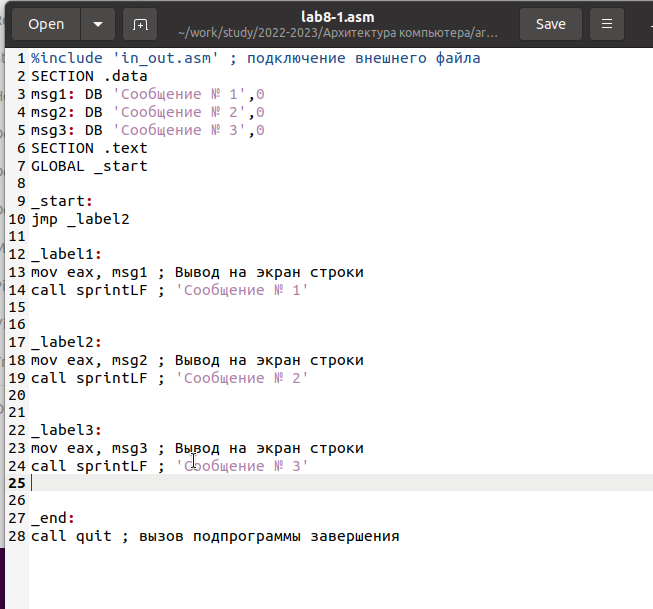 Open
lab8-1.asm
~/work/study/2022-2023/Архитектура компьютера/аг...
Save
1 %include 'in_out.asm' ; подключение внешнего файла
2 SECTION .data
3 msg1: DB 'Сообщение № 1',0
4 msg2: DB 'Сообщение № 2',0
5 msg3: DB 'Сообщение № 3',0
6 SECTION .text
7 GLOBAL _start
8
9 _start:
10 jmp _label2
11
12 _label1:
13 mov eax, msg1 ; Вывод на экран строки
14 call sprintLF ; 'Сообщение № 1'
15
16
17 _label2:
18 mov eax, msg2 ; Вывод на экран строки
19 call sprintLF ; 'Сообщение № 2'
20
21
22 _label3:
23 mov eax, msg3 ; Вывод на экран строки
24 call sprintLF ; 'Сообщение № 3'
25
26
27 _end:
28 call quit ; вызов подпрограммы завершения